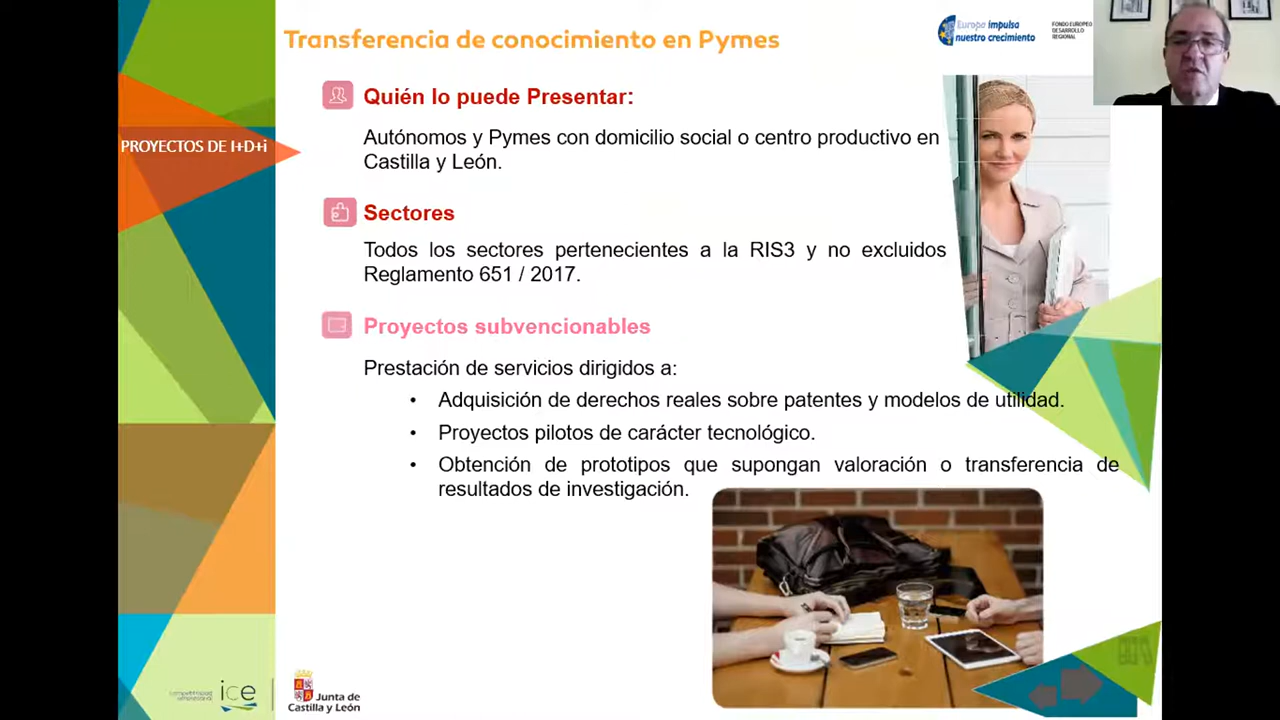 Transferencia de conocimiento en Pymes
Europa impulsa
nuestro crecimiento
FONDO EUROPEO
DESARROLLO
REGIONAL
PROYECTOS DE I+D+i
Quién lo puede Presentar:
Autónomos y Pymes con domicilio social o centro productivo en
Castilla y León.
Sectores
Todos los sectores pertenecientes a la RIS3 y no excluidos
Reglamento 651 / 2017.
Proyectos subvencionables
Prestación de servicios dirigidos a:
• Adquisición de derechos reales sobre patentes y modelos de utilidad.
• Proyectos pilotos de carácter tecnológico.
• Obtención de prototipos que supongan valoración o transferencia de
resultados de investigación.
ice
Junta de
Castilla y León